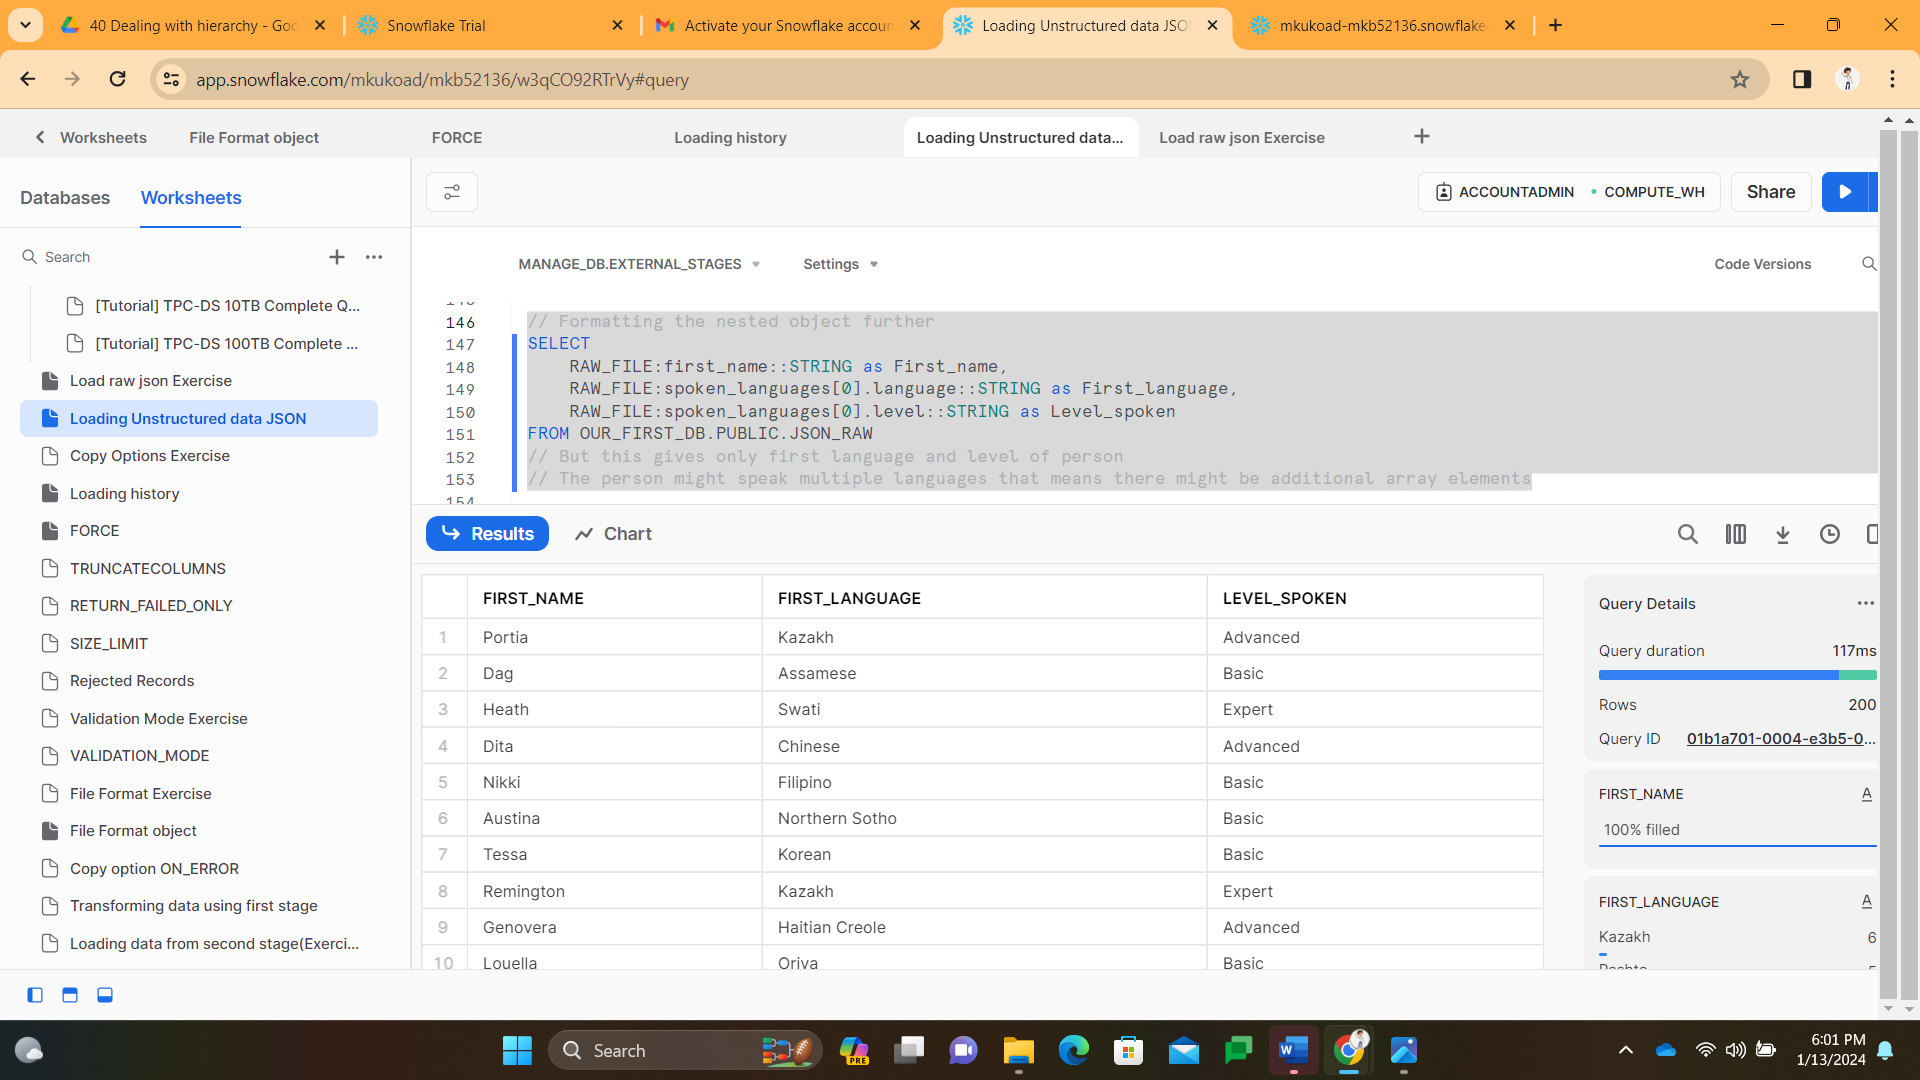 40 Dealing with hierarchy - Goo
Snowflake Trial
Activate your Snowflake accoun
Loading Unstructured data JSO
mkukoad-mkb52136.snowflake
app.snowflake.com/mkukoad/mkb52136/w3qCO92RTrVy#query
Worksheets
File Format object
FORCE
Loading history
Loading Unstructured data...
Load raw json Exercise
Databases
Worksheets
ACCOUNTADMIN
COMPUTE_WH
Share
Search
MANAGE_DB.EXTERNAL_STAGES
Settings
Code Versions
[Tutorial] TPC-DS 10TB Complete Q...
[Tutorial] TPC-DS 100TB Complete ...
Load raw json Exercise
Loading Unstructured data JSON
Copy Options Exercise
Loading history
FORCE
TRUNCATECOLUMNS
RETURN_FAILED_ONLY
SIZE_LIMIT
Rejected Records
Validation Mode Exercise
VALIDATION_MODE
File Format Exercise
File Format object
Copy option ON_ERROR
Transforming data using first stage
Loading data from second stage(Exerci...
146 // Formatting the nested object further
147 SELECT
148 RAW_FILE:first_name::STRING as First_name,
149 RAW_FILE:spoken_languages[0].language::STRING as First_language,
150 RAW_FILE:spoken_languages[0].level::STRING as Level_spoken
151 FROM OUR_FIRST_DB.PUBLIC.JSON_RAW
152 // But this gives only first language and level of person
153 // The person might speak multiple languages that means there might be additional array elements
154
Results
Chart
FIRST_NAME FIRST_LANGUAGE LEVEL_SPOKEN
1 Portia Kazakh Advanced
2 Dag Assamese Basic
3 Heath Swati Expert
4 Dita Chinese Advanced
5 Nikki Filipino Basic
6 Austina Northern Sotho Basic
7 Tessa Korean Basic
8 Remington Kazakh Expert
9 Genovera Haitian Creole Advanced
10 Louella Oriya Basic
Query Details
Query duration 117ms
Rows 200
Query ID 01b1a701-0004-e3b5-0...
FIRST_NAME A
100% filled
FIRST_LANGUAGE A
Kazakh 6
Pashto
Search
PRE
6:01 PM
1/13/2024